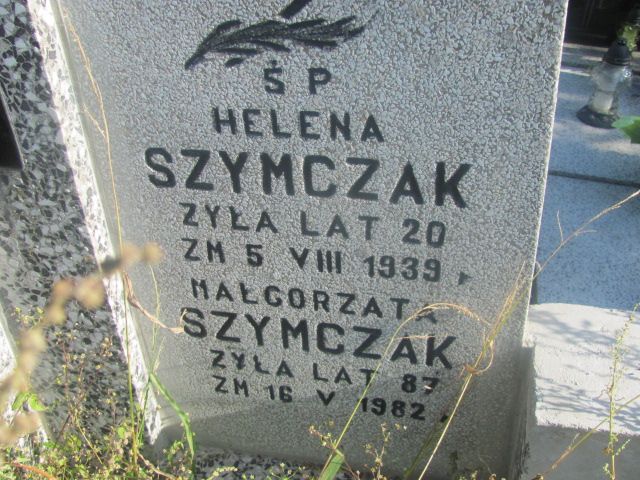 Ś P
HELENA
SZYMCZAK
ŻYŁA LAT 20
ZM 5 VIII 1939,
MAŁGORZATA
SZYMCZAK
ŻYŁA LAT 87
ZM 16 V 1982,